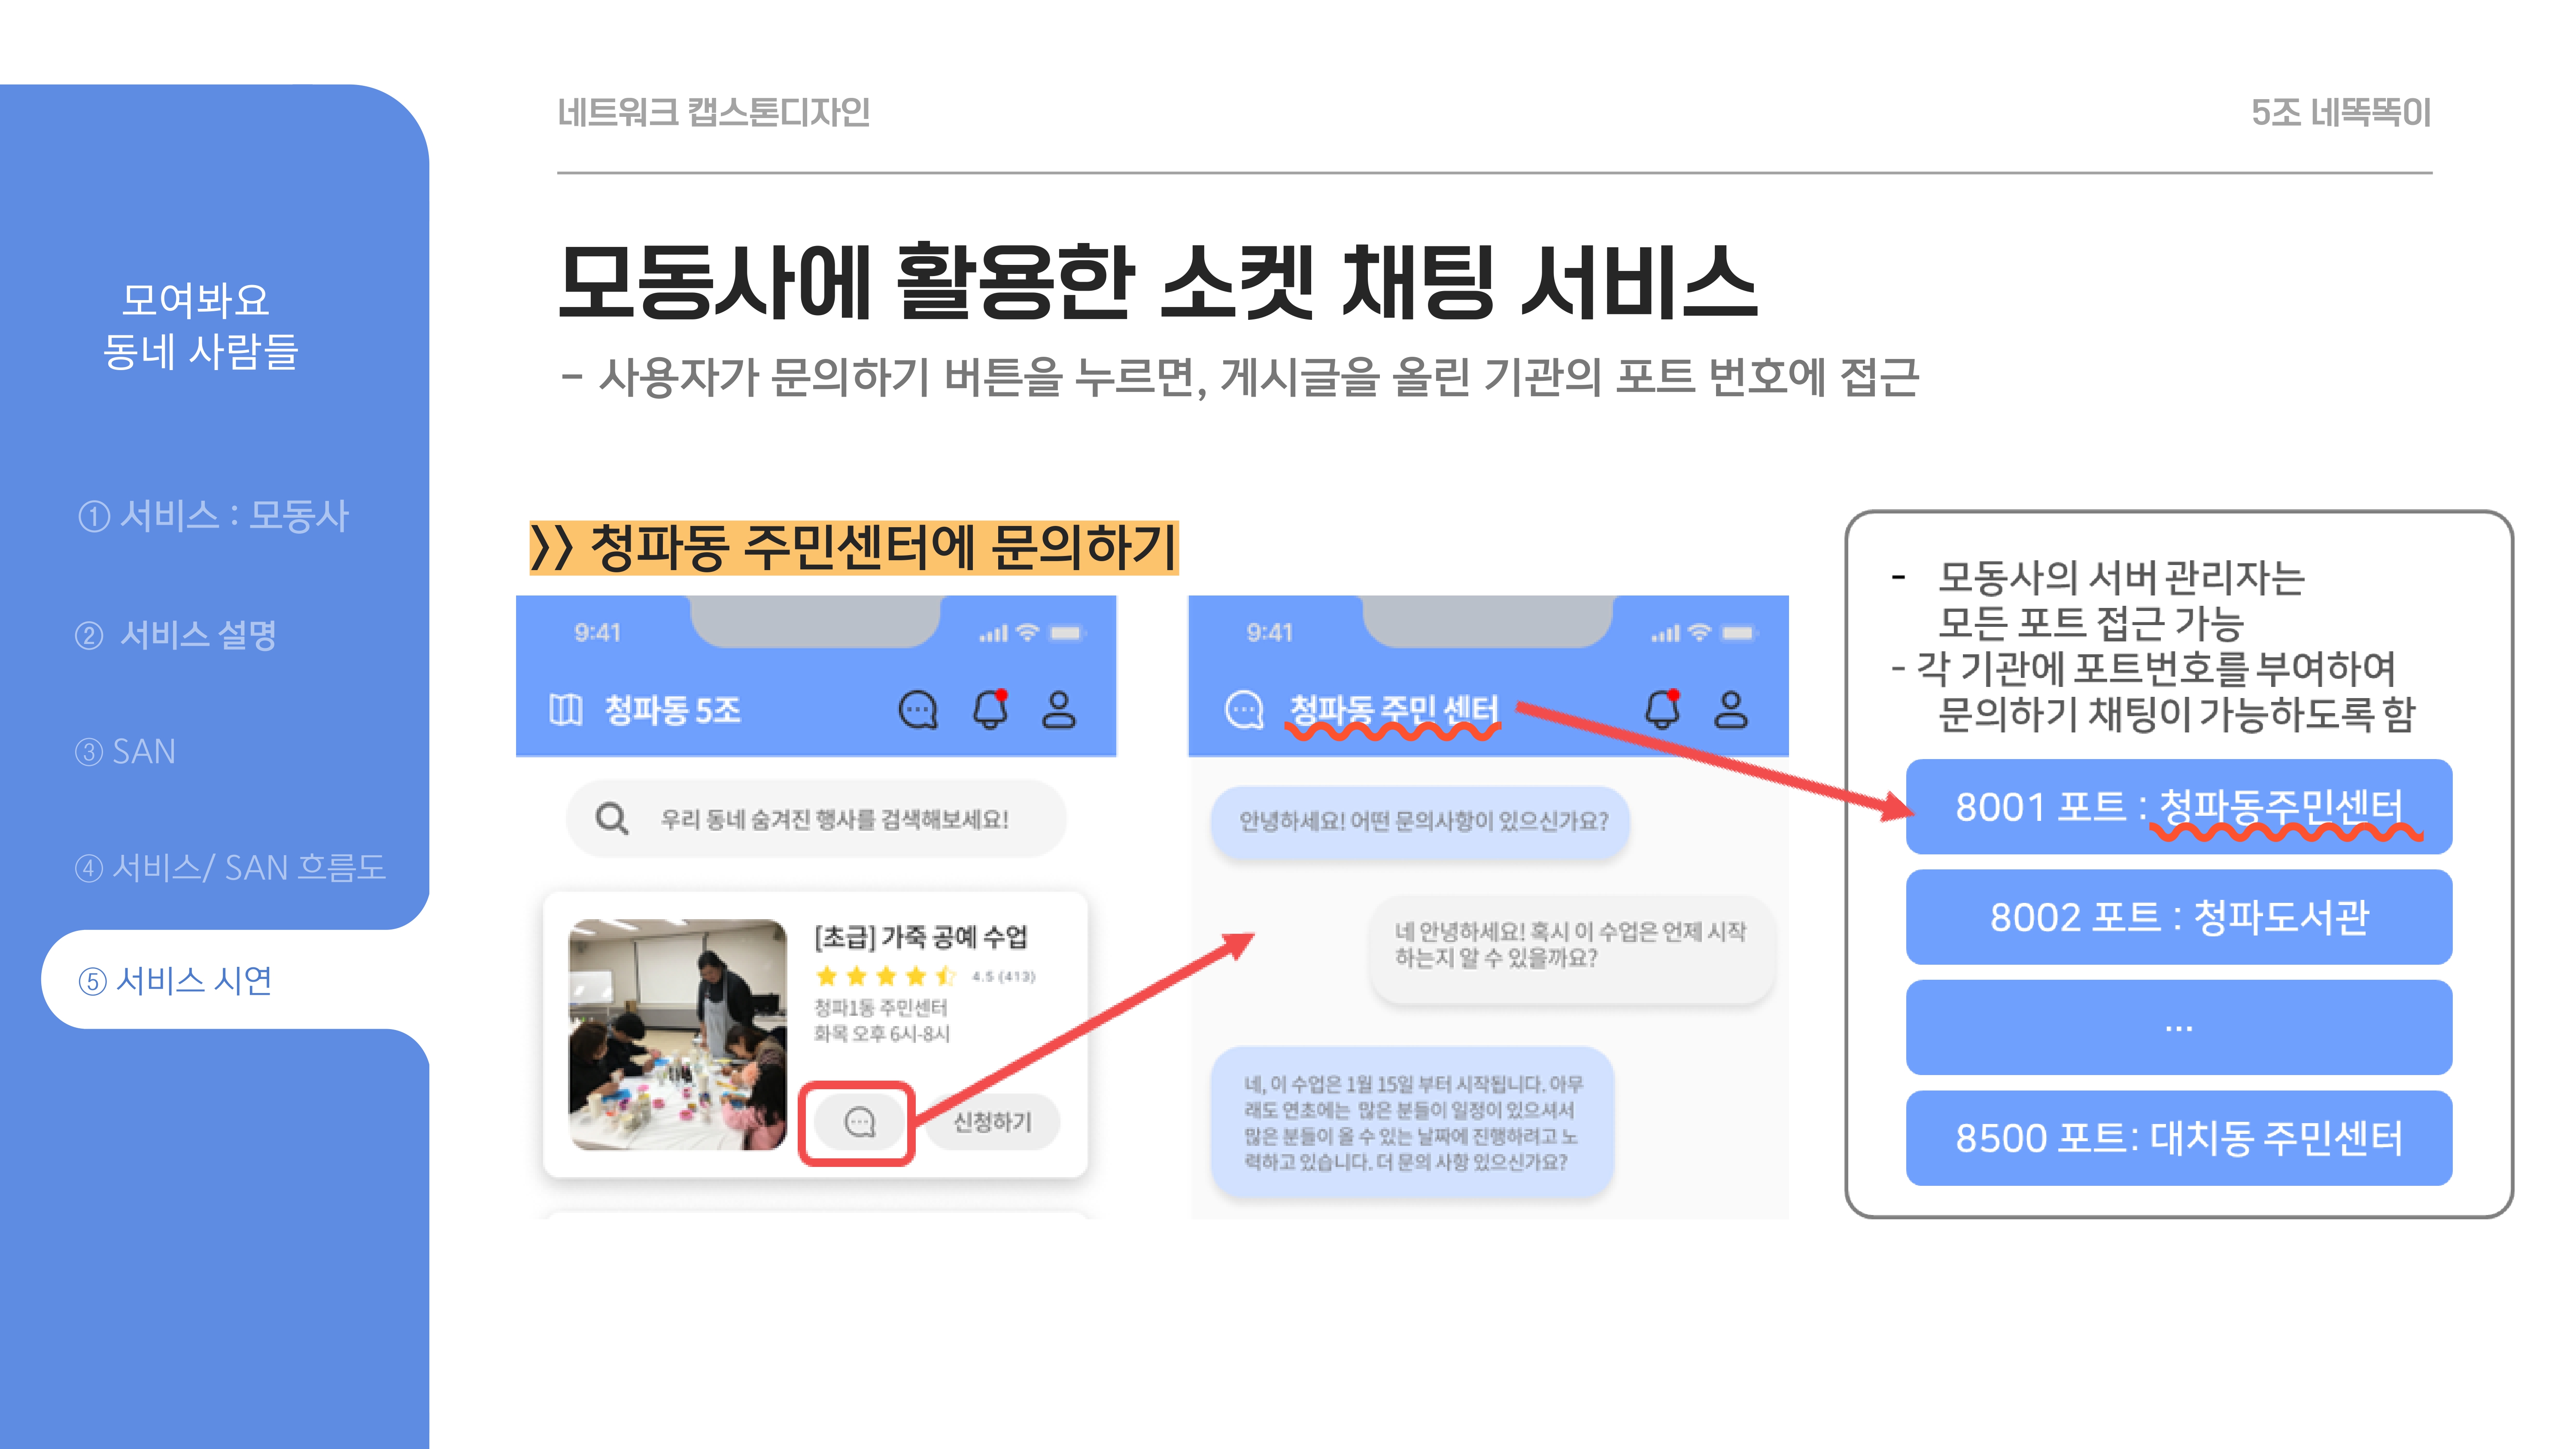 네트워크 캡스톤디자인
5조 네똑똑이
모여봐요
동네 사람들
① 서비스 : 모동사
② 서비스 설명
③ SAN
④ 서비스/ SAN 흐름도
⑤ 서비스 시연
모동사에 활용한 소켓 채팅 서비스
- 사용자가 문의하기 버튼을 누르면, 게시글을 올린 기관의 포트 번호에 접근
>> 청파동 주민센터에 문의하기
9:41
청파동 5조
우리 동네 숨겨진 행사를 검색해보세요!
[초급] 가죽 공예 수업
4.5 (413)
청파1동 주민센터
화목 오후 6시-8시
신청하기
9:41
청파동 주민 센터
안녕하세요! 어떤 문의사항이 있으신가요?
네 안녕하세요! 혹시 이 수업은 언제 시작
하는지 알 수 있을까요?
네, 이 수업은 1월 15일 부터 시작됩니다. 아무
래도 연초에는 많은 분들이 일정이 있으셔서
많은 분들이 올 수 있는 날짜에 진행하려고 노
력하고 있습니다. 더 문의 사항 있으신가요?
- 모동사의 서버 관리자는
모든 포트 접근 가능
- 각 기관에 포트번호를 부여하여
문의하기 채팅이 가능하도록 함
8001 포트 : 청파동주민센터
8002 포트 : 청파도서관
...
8500 포트: 대치동 주민센터